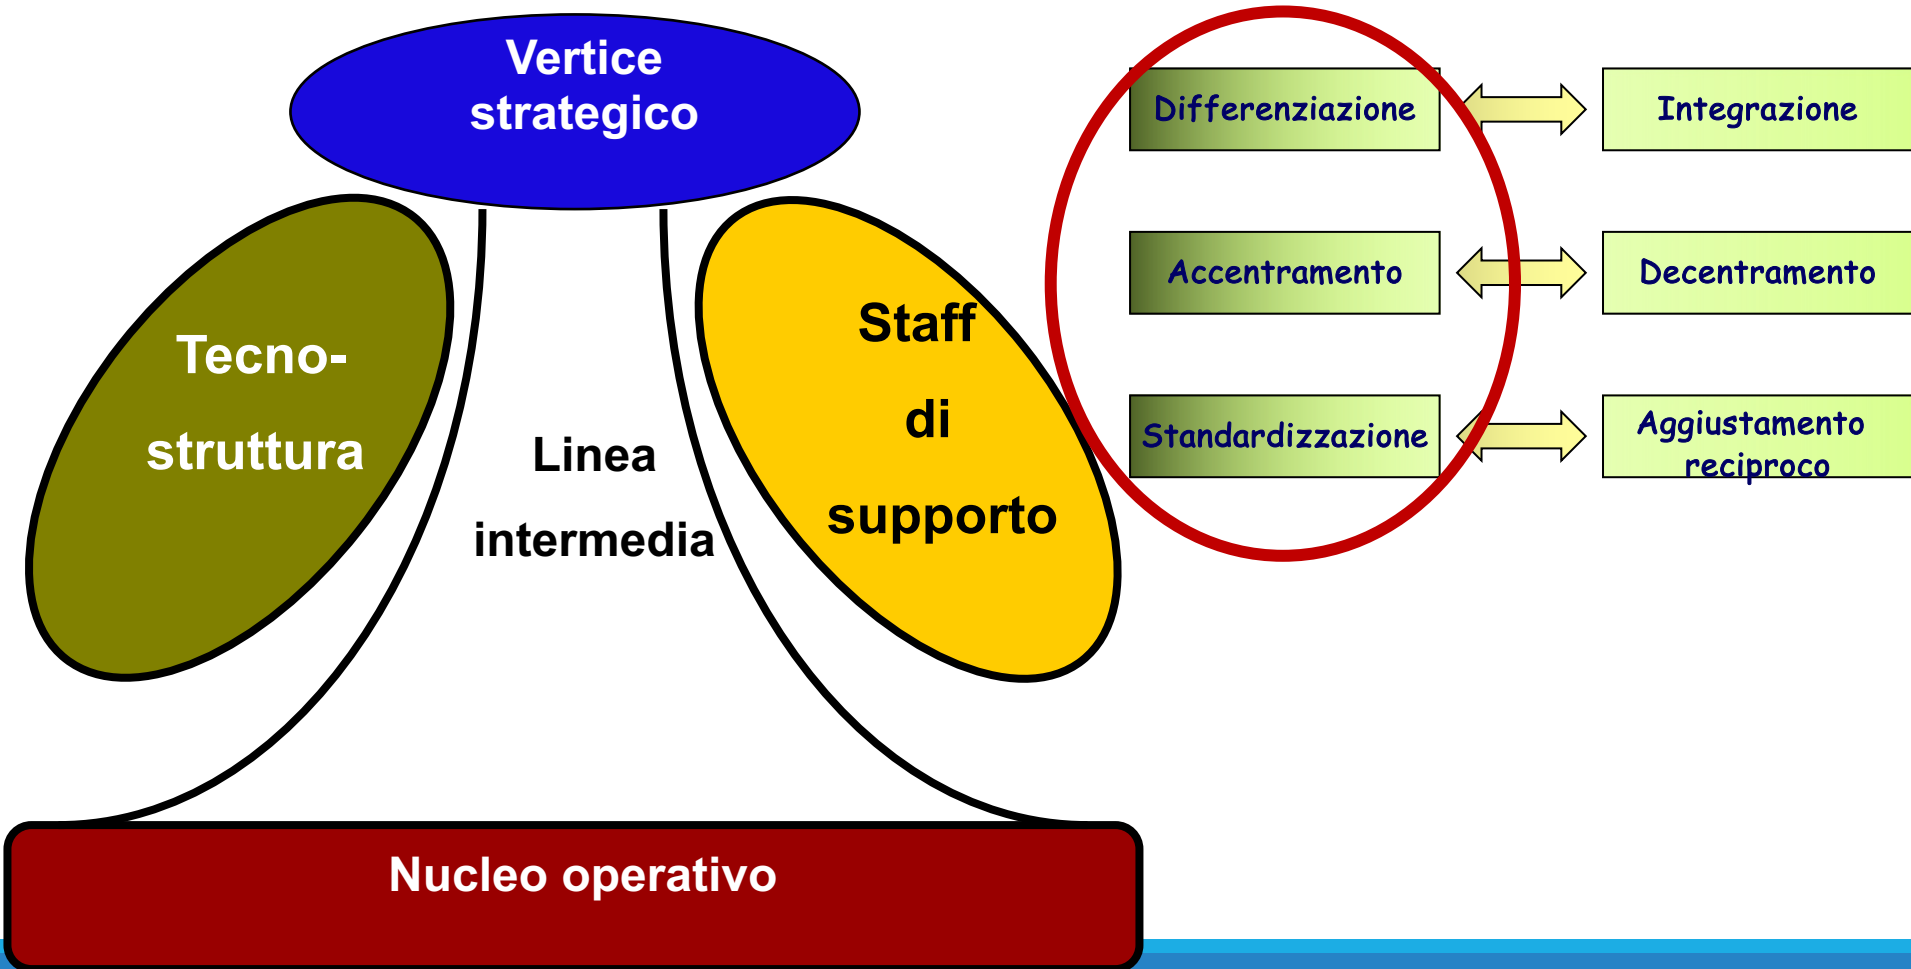 Vertice
strategico
Tecno-
struttura
Linea
intermedia
Staff
di
supporto
Nucleo operativo
Differenziazione
Integrazione
Accentramento
Decentramento
Standardizzazione
Aggiustamento
reciproco